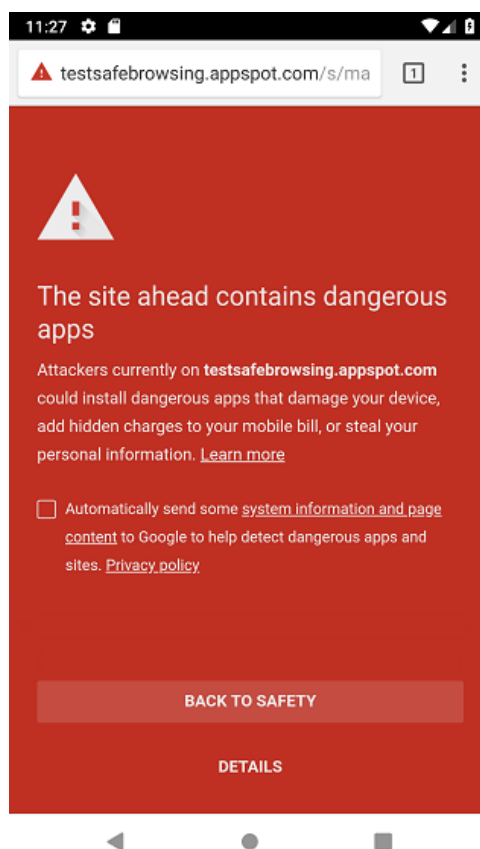 11:27
testsafebrowsing.appspot.com/s/ma
1
The site ahead contains dangerous
apps
Attackers currently on testsafebrowsing.appspot.com
could install dangerous apps that damage your device,
add hidden charges to your mobile bill, or steal your
personal information. Learn more
Automatically send some system information and page
content to Google to help detect dangerous apps and
sites. Privacy policy
BACK TO SAFETY
DETAILS